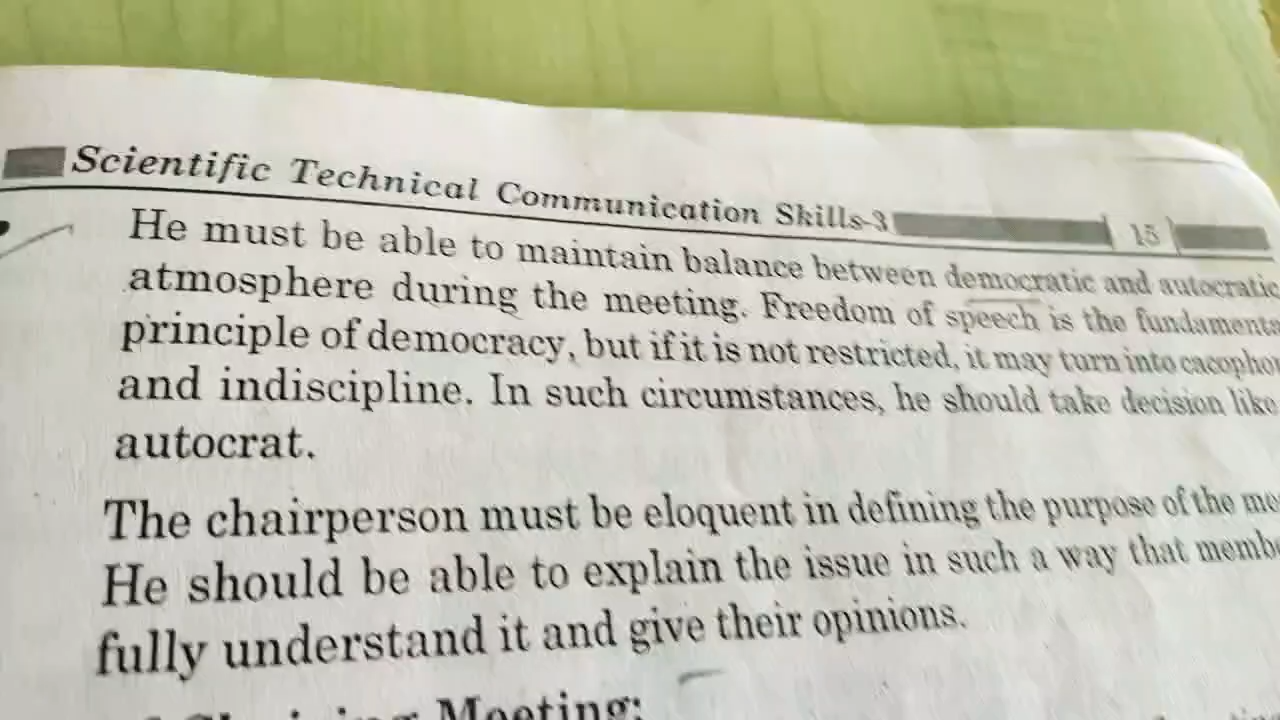 Scientific Technical Communication Skills-3 15
He must be able to maintain balance between democratic and autocratic
atmosphere during the meeting. Freedom of speech is the
principle of democracy, but if it is not restricted, it may turn into
and indiscipline. In such circumstances, he should take decision like
autocrat.
The chairperson must be eloquent in defining the purpose of the
He should be able to explain the issue in such a way that
fully understand it and give their opinions.
Meeting: